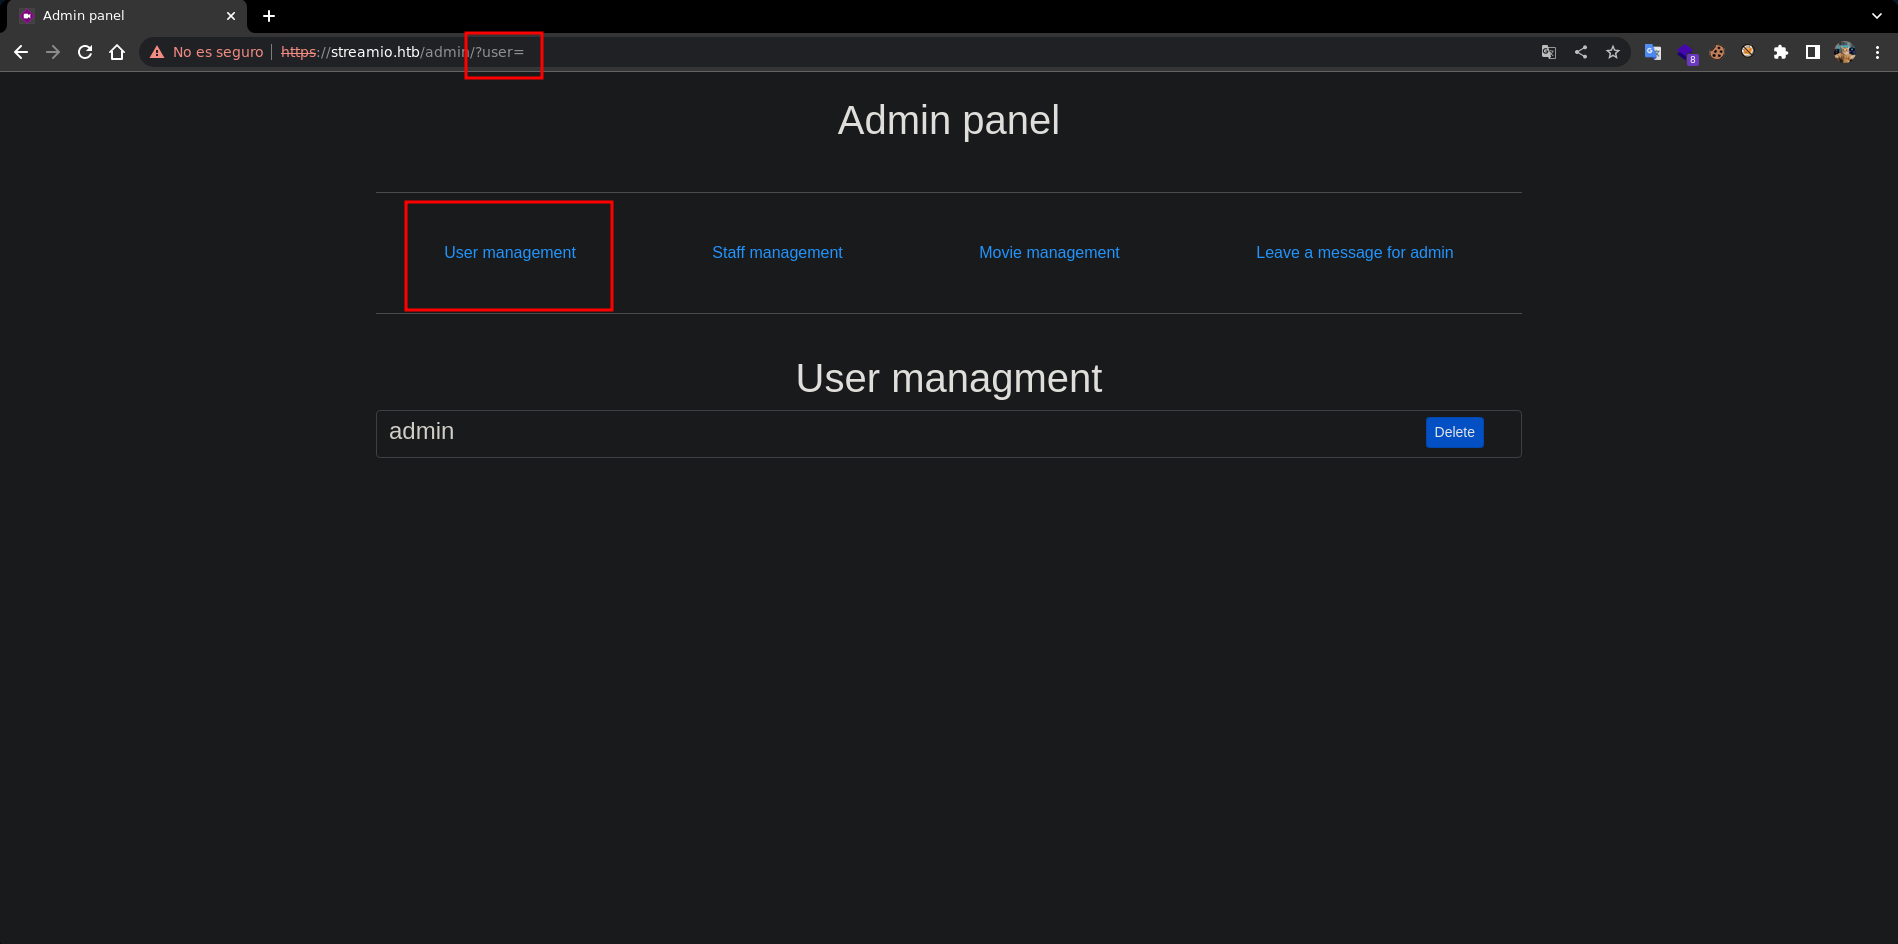 Admin panel
No es seguro https://streamio.htb/admin/?user=
8
Admin panel
User management Staff management Movie management Leave a message for admin
User managment
admin Delete